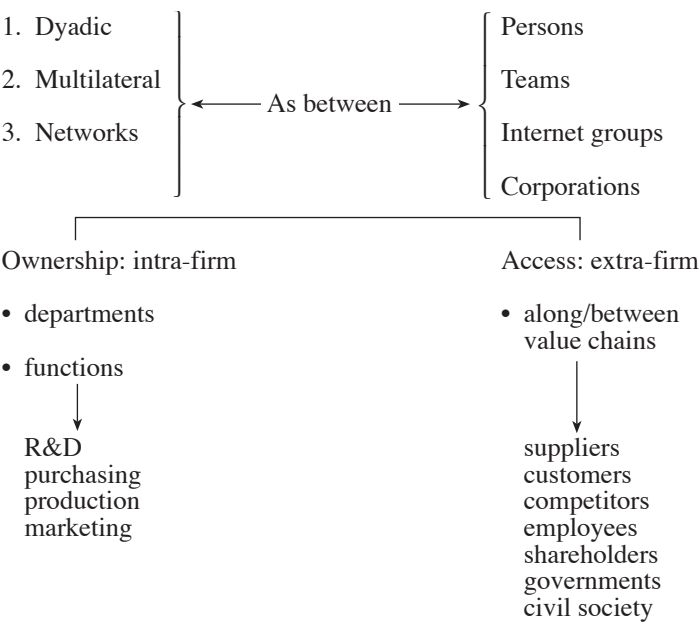 1. Dyadic
2. Multilateral
3. Networks
As between
Persons
Teams
Internet groups
Corporations
Ownership: intra-firm
• departments
• functions
R&D
purchasing
production
marketing
Access: extra-firm
• along/between
value chains
suppliers
customers
competitors
employees
shareholders
governments
civil society